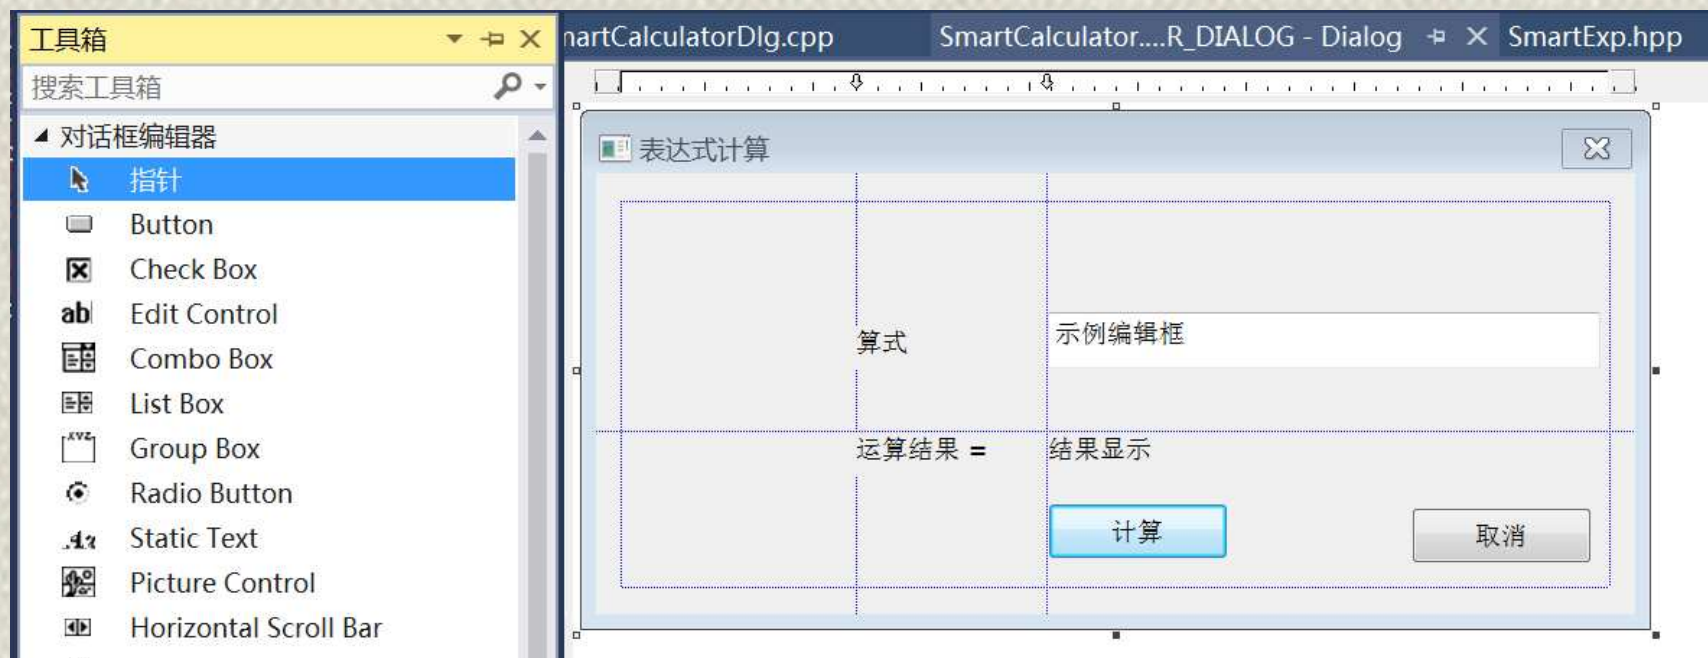 工具箱
搜索工具箱
对话框编辑器
指针
Button
Check Box
Edit Control
Combo Box
List Box
Group Box
Radio Button
Static Text
Picture Control
Horizontal Scroll Bar
artCalculatorDlg.cpp
SmartCalculator....R_DIALOG - Dialog
SmartExp.hpp
表达式计算
算式
示例编辑框
运算结果 =
结果显示
计算
取消